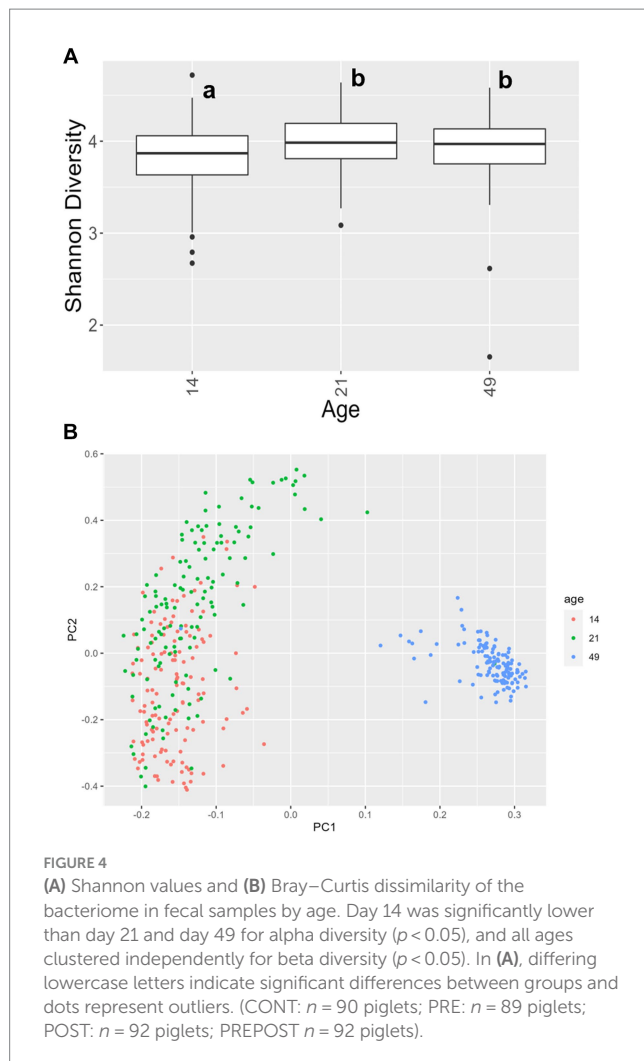 A
a
b
b
4
3
2
Shannon Diversity
14
21
49
Age
B
0.6
0.4
0.2
0.0
-0.2
-0.4
PC2
-0.2
-0.1
0.0
0.1
0.2
0.3
PC1
age
14
21
49
FIGURE 4
(A) Shannon values and (B) Bray–Curtis dissimilarity of the
bacteriome in fecal samples by age. Day 14 was significantly lower
than day 21 and day 49 for alpha diversity (p < 0.05), and all ages
clustered independently for beta diversity (p < 0.05). In (A), differing
lowercase letters indicate significant differences between groups and
dots represent outliers. (CONT: n = 90 piglets; PRE: n = 89 piglets;
POST: n = 92 piglets; PREPOST n = 92 piglets).